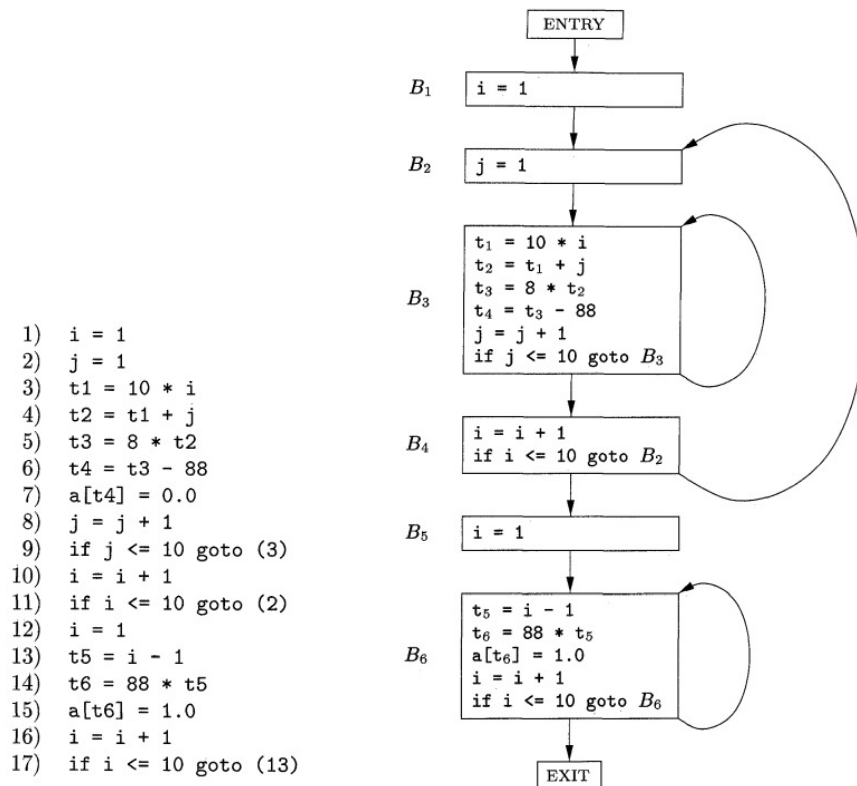 1) i = 1
2) j = 1
3) t1 = 10 * i
4) t2 = t1 + j
5) t3 = 8 * t2
6) t4 = t3 - 88
7) a[t4] = 0.0
8) j = j + 1
9) if j <= 10 goto (3)
10) i = i + 1
11) if i <= 10 goto (2)
12) i = 1
13) t5 = i - 1
14) t6 = 88 * t5
15) a[t6] = 1.0
16) i = i + 1
17) if i <= 10 goto (13)
ENTRY
B₁
i = 1
B₂
j = 1
B₃
t₁ = 10 * i
t₂ = t₁ + j
t₃ = 8 * t₂
t₄ = t₃ - 88
j = j + 1
if j <= 10 goto B₃
B₄
i = i + 1
if i <= 10 goto B₂
B₅
i = 1
B₆
t₅ = i - 1
t₆ = 88 * t₅
a[t₆] = 1.0
i = i + 1
if i <= 10 goto B₆
EXIT